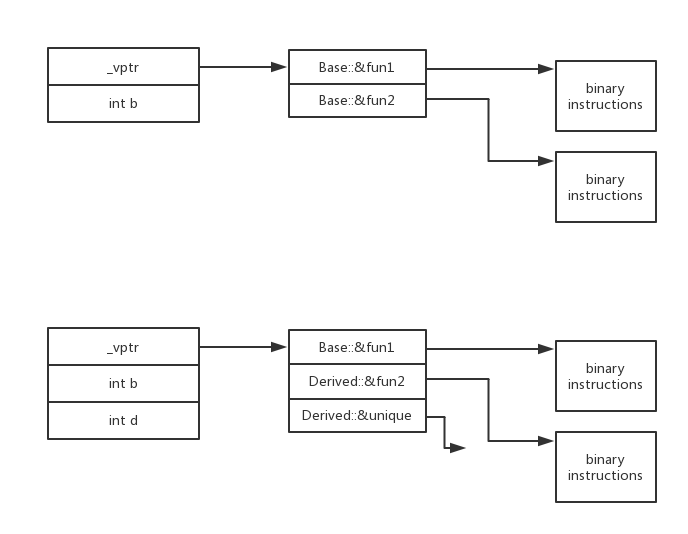 _vptr
int b
Base::&fun1
Base::&fun2
binary
instructions
binary
instructions
_vptr
int b
int d
Base::&fun1
Derived::&fun2
Derived::&unique
binary
instructions
binary
instructions